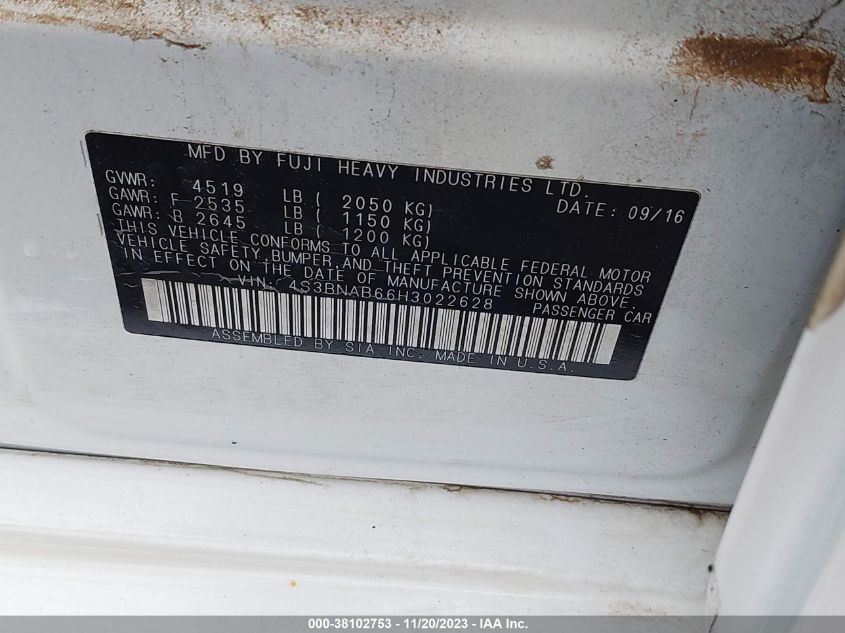 MFD BY FUJI HEAVY INDUSTRIES LTD.
GVWR: 4519 LB ( 2050 KG) DATE: 09/16
GAWR: F 2535 LB ( 1150 KG)
GAWR: B 2645 LB ( 1200 KG)
THIS VEHICLE CONFORMS TO ALL APPLICABLE FEDERAL MOTOR
VEHICLE SAFETY, BUMPER, AND THEFT PREVENTION STANDARDS
IN EFFECT ON THE DATE OF MANUFACTURE SHOWN ABOVE.
VIN: 4S3BNAB66H3022628 PASSENGER CAR
ASSEMBLED BY SIA INC. MADE IN U.S.A.
000-38102753 - 11/20/2023 - IAA Inc.